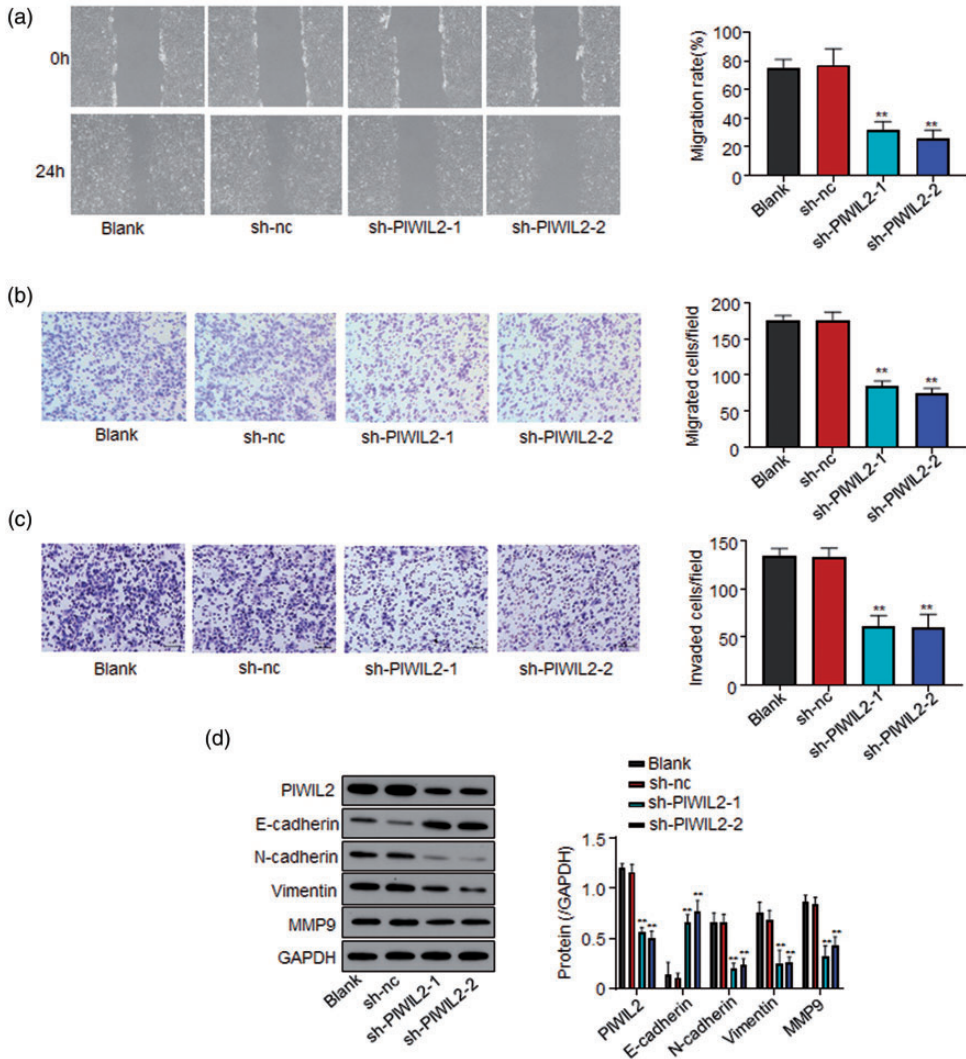 (a)
0h
24h
Blank
sh-nc
sh-PIWIL2-1
sh-PIWIL2-2
Migration rate(%)
100
80
60
40
20
0
**
**
Blank
sh-nc
sh-PIWIL2-1
sh-PIWIL2-2
(b)
Blank
sh-nc
sh-PIWIL2-1
sh-PIWIL2-2
Migrated cells/field
200
150
100
50
0
**
**
Blank
sh-nc
sh-PIWIL2-1
sh-PIWIL2-2
(c)
Blank
sh-nc
sh-PIWIL2-1
sh-PIWIL2-2
Invaded cells/field
150
100
50
0
**
**
Blank
sh-nc
sh-PIWIL2-1
sh-PIWIL2-2
(d)
PIWIL2
E-cadherin
N-cadherin
Vimentin
MMP9
GAPDH
Blank
sh-nc
sh-PIWIL2-1
sh-PIWIL2-2
Blank
sh-nc
sh-PIWIL2-1
sh-PIWIL2-2
Protein (/GAPDH)
1.5
1.0
0.5
0
**
**
**
**
**
**
**
**
**
**
PIWIL2
E-cadherin
N-cadherin
Vimentin
MMP9